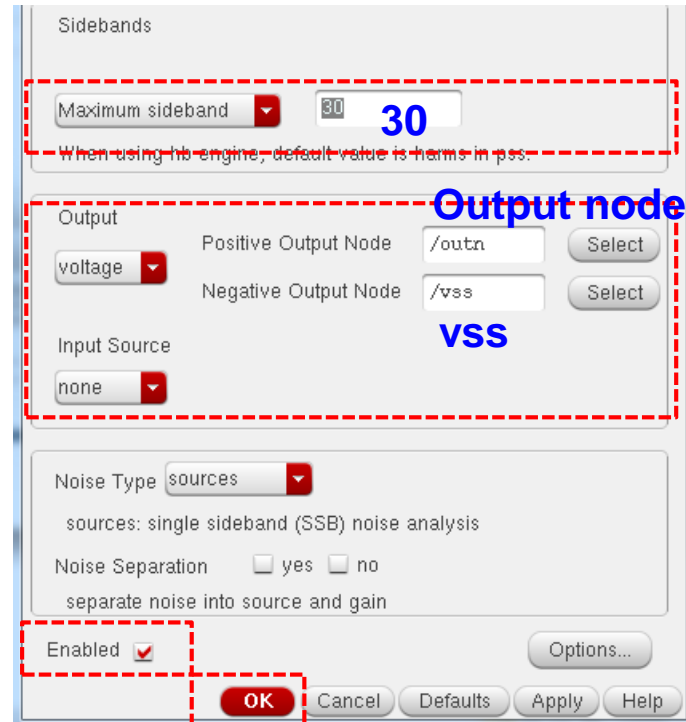 Sidebands
Maximum sideband 30 30
When using hb engine, default value is harms in pss.
Output node
Output
Positive Output Node /outn Select
voltage
Negative Output Node /vss Select
vss
Input Source
none
Noise Type sources
sources: single sideband (SSB) noise analysis
Noise Separation yes no
separate noise into source and gain
Enabled Options...
OK Cancel Defaults Apply Help